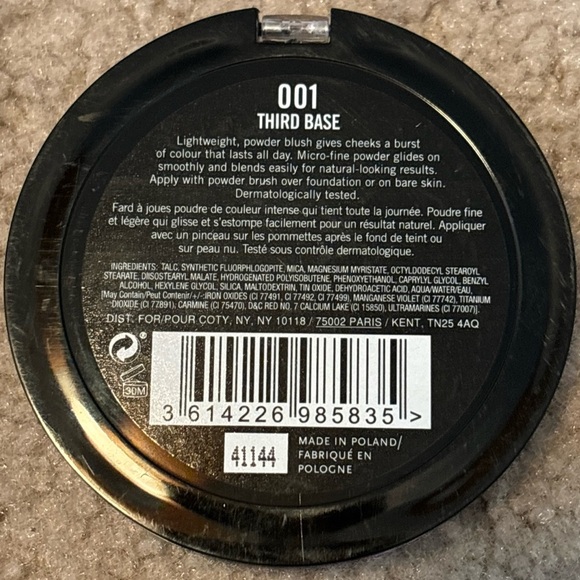 001
THIRD BASE
Lightweight, powder blush gives cheeks a burst
of colour that lasts all day. Micro-fine powder glides on
smoothly and blends easily for natural-looking results.
Apply with powder brush over foundation or on bare skin.
Dermatologically tested.
Fard à joues poudre de couleur intense qui tient toute la journée. Poudre fine
et légère qui glisse et s'estompe facilement pour un résultat naturel. Appliquer
avec un pinceau sur les pommettes après le fond de teint ou
sur peau nu. Testé sous contrôle dermatologique.
INGREDIENTS: TALC, SYNTHETIC FLUORPHLOGOPITE, MICA, MAGNESIUM MYRISTATE, OCTYLDODECYL STEAROYL
STEARATE, DIISOSTEARYL MALATE, HYDROGENATED POLYISOBUTENE, PHENOXYETHANOL, CAPRYLYL GLYCOL, BENZYL
ALCOHOL, HEXYLENE GLYCOL, SILICA, MALTODEXTRIN, TIN OXIDE, DEHYDROACETIC ACID, AQUA/WATER/EAU,
[May Contain/Peut Contenir/+/-:IRON OXIDES (CI 77491, CI 77492, CI 77499), MANGANESE VIOLET (CI 77742), TITANIUM
DIOXIDE (CI 77891), CARMINE (CI 75470), D&C RED NO. 7 CALCIUM LAKE (CI 15850), ULTRAMARINES (CI 77007)].
DIST. FOR/POUR COTY, NY, NY 10118 / 75002 PARIS / KENT, TN25 4AQ
30M
3 614226 985835 >
41144
MADE IN POLAND/
FABRIQUÉ EN
POLOGNE